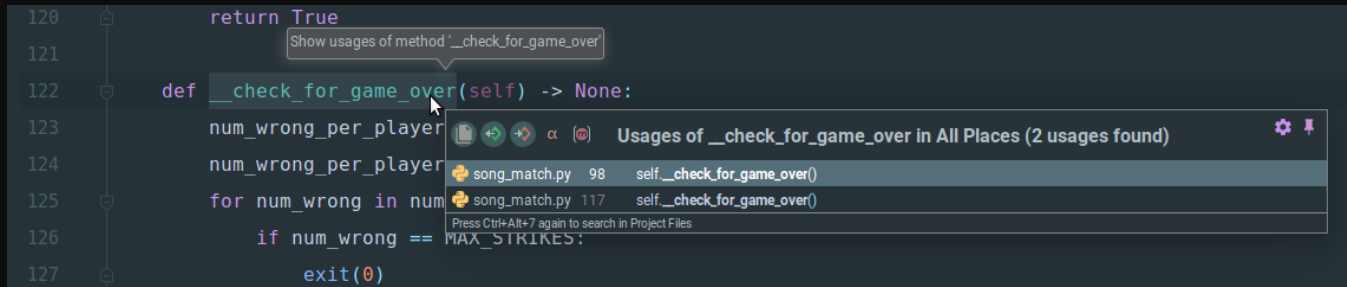 120 return True
Show usages of method '__check_for_game_over'
121
122 def __check_for_game_over(self) -> None:
123 num_wrong_per_player
Usages of __check_for_game_over in All Places (2 usages found)
124 num_wrong_per_player
song_match.py 98 self.__check_for_game_over()
125 for num_wrong in num
song_match.py 117 self.__check_for_game_over()
Press Ctrl+Alt+7 again to search in Project Files
126 if num_wrong == MAX_STRIKES:
127 exit(0)